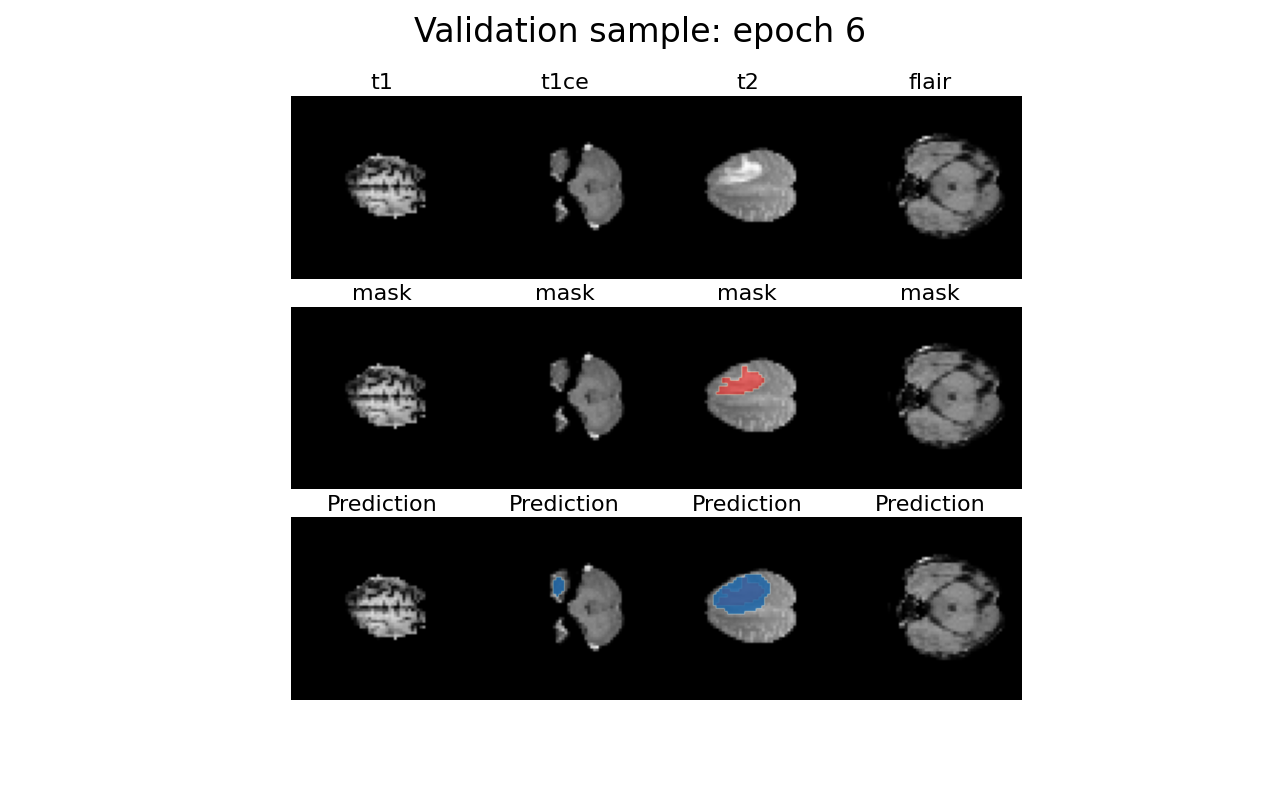 Validation sample: epoch 6
t1 t1ce t2 flair
mask mask mask mask
Prediction Prediction Prediction Prediction